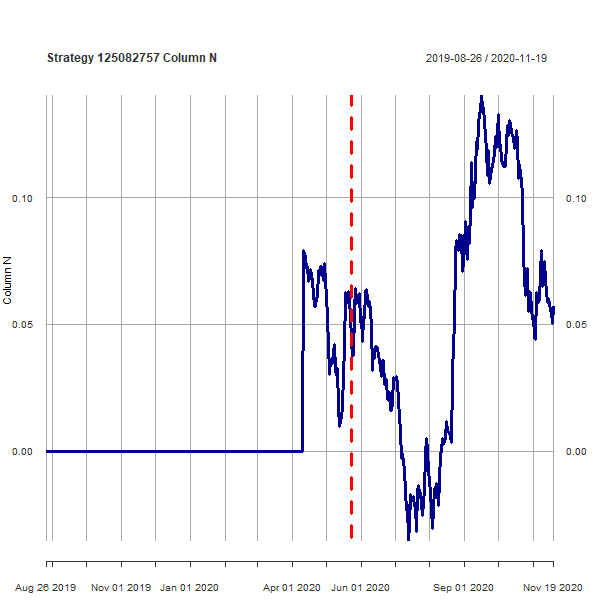 Strategy 125082757 Column N
2019-08-26 / 2020-11-19
Column N
0.10
0.10
0.05
0.05
0.00
0.00
Aug 26 2019
Nov 01 2019
Jan 01 2020
Apr 01 2020
Jun 01 2020
Sep 01 2020
Nov 19 2020